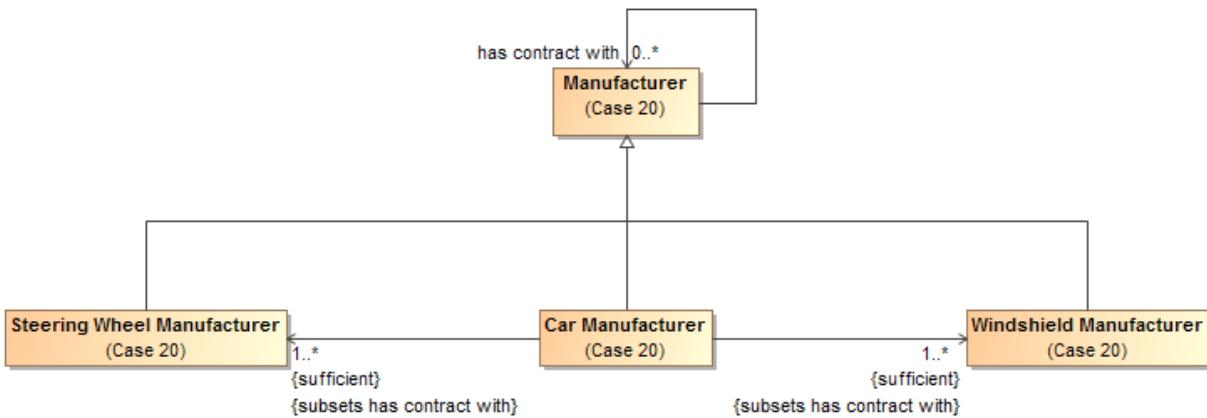 has contract with 0..*
Manufacturer
(Case 20)
Steering Wheel Manufacturer
(Case 20)
1..*
{sufficient}
{subsets has contract with}
Car Manufacturer
(Case 20)
1..*
{sufficient}
{subsets has contract with}
Windshield Manufacturer
(Case 20)